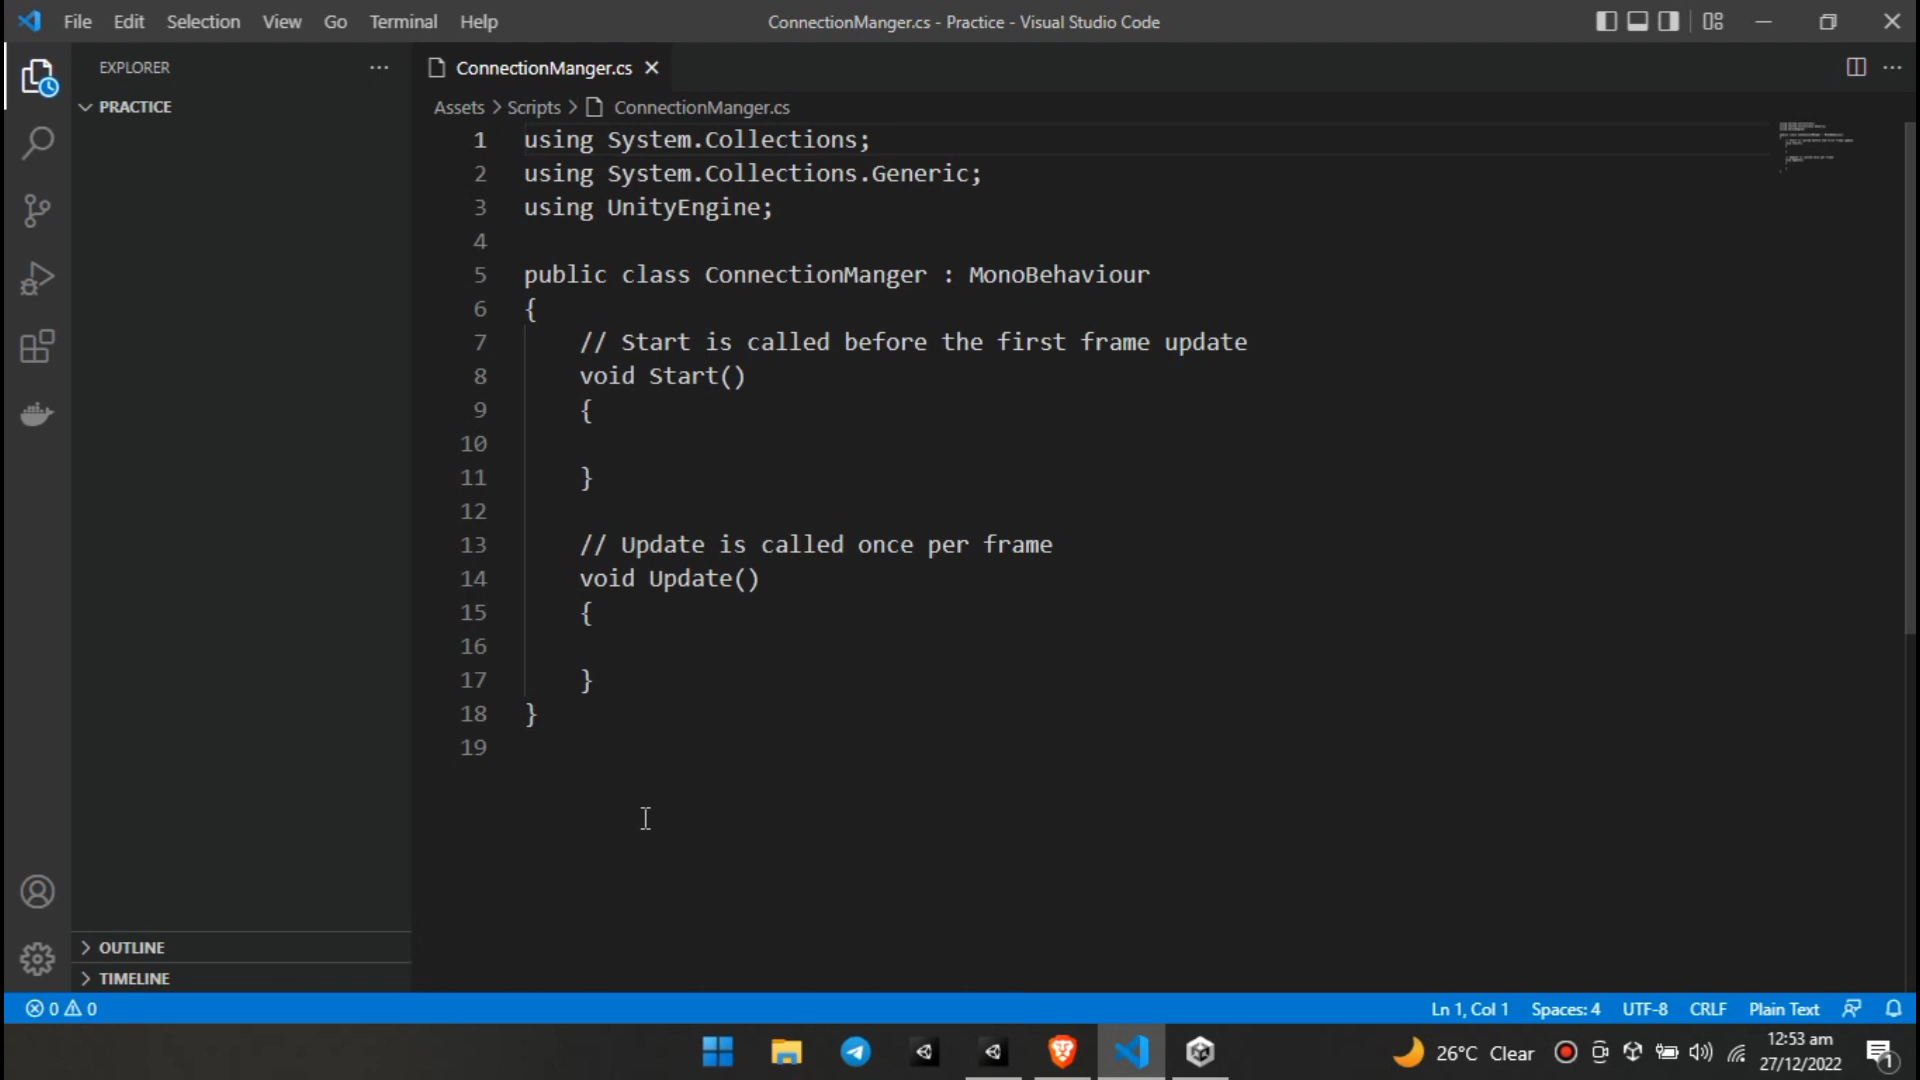 File Edit Selection View Go Terminal Help
ConnectionManger.cs - Practice - Visual Studio Code
EXPLORER
PRACTICE
OUTLINE
TIMELINE
ConnectionManger.cs
Assets > Scripts > ConnectionManger.cs
1 using System.Collections;
2 using System.Collections.Generic;
3 using UnityEngine;
4
5 public class ConnectionManger : MonoBehaviour
6 {
7 // Start is called before the first frame update
8 void Start()
9 {
10
11 }
12
13 // Update is called once per frame
14 void Update()
15 {
16
17 }
18 }
19
0 0
Ln 1, Col 1 Spaces: 4 UTF-8 CRLF Plain Text
26°C Clear
12:53 am
27/12/2022
1